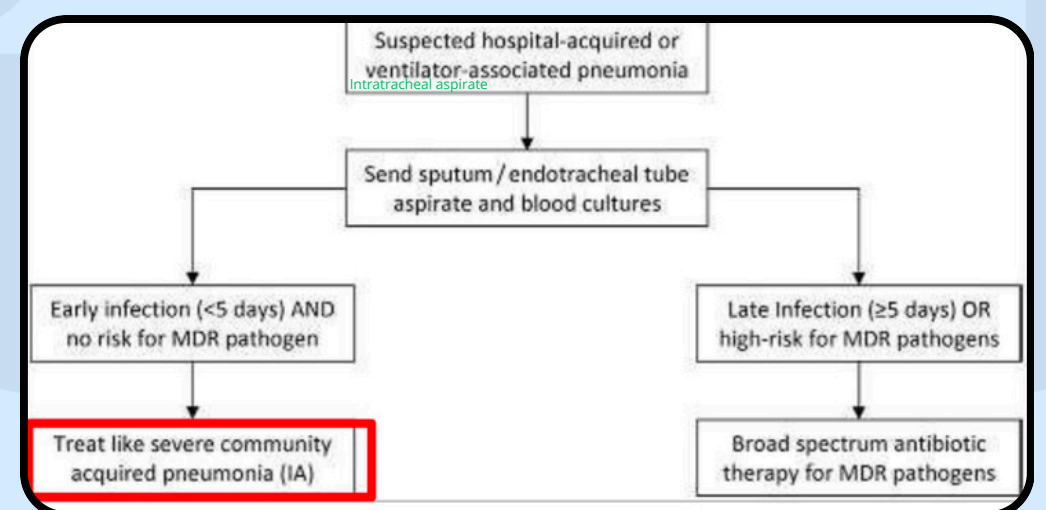 Suspected hospital-acquired or
ventilator-associated pneumonia
Intratracheal aspirate
Send sputum/endotracheal tube
aspirate and blood cultures
Early infection (<5 days) AND
no risk for MDR pathogen
Late Infection (≥5 days) OR
high-risk for MDR pathogens
Treat like severe community
acquired pneumonia (IA)
Broad spectrum antibiotic
therapy for MDR pathogens